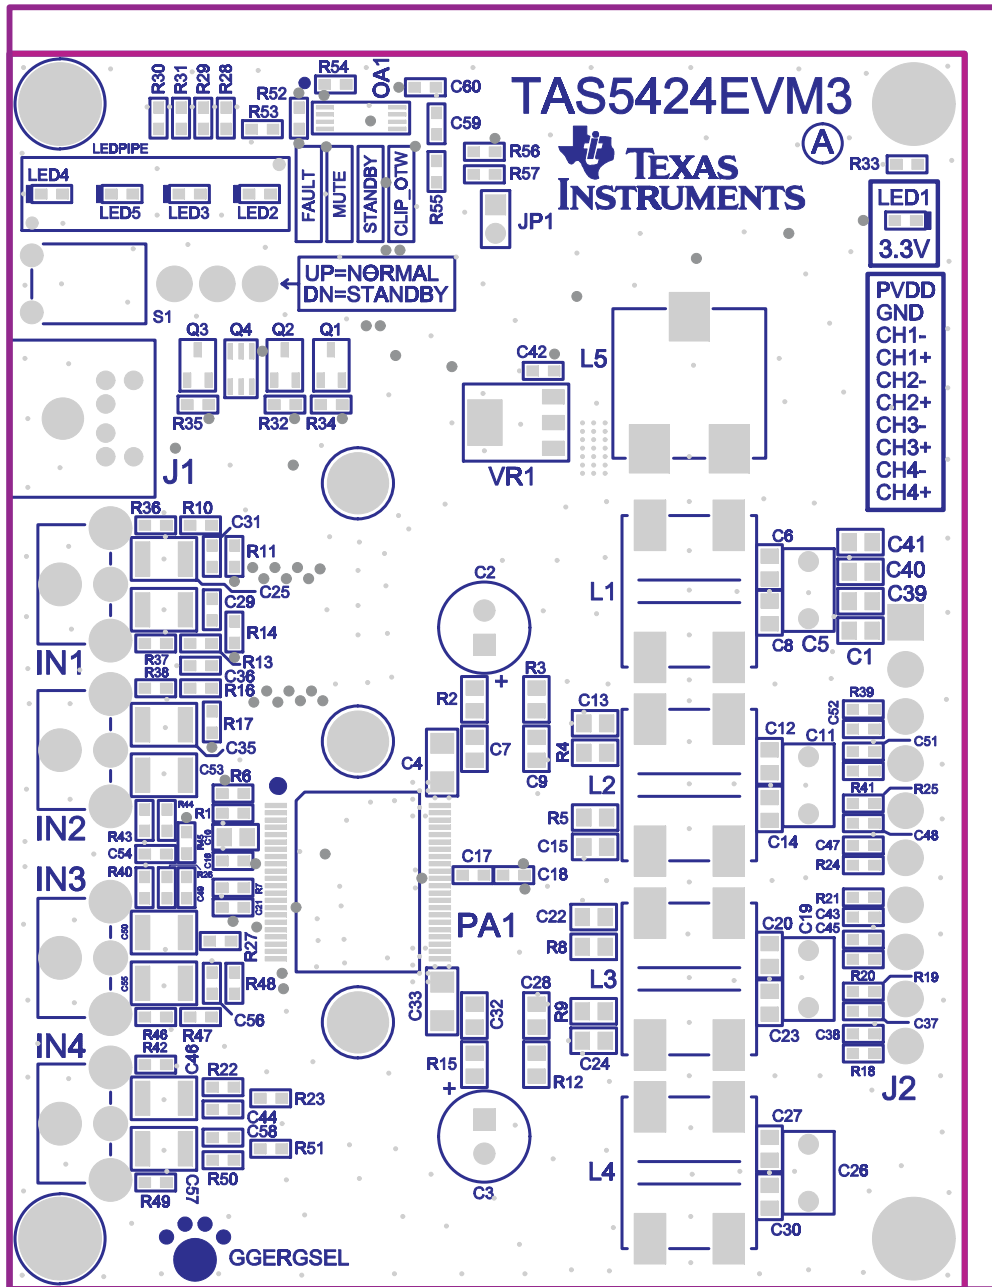 R30
R31
R29
R28
R54
OA1
C60
TAS5424EVM3
R52
R53
C59
A
LEDPIPE
R56
TEXAS
INSTRUMENTS
R33
LED4
R57
LED5
LED3
LED2
FAULT
MUTE
STANDBY
CLIP_OTW
R55
JP1
LED1
3.3V
UP=NORMAL
DN=STANDBY
S1
PVDD
GND
CH1-
CH1+
CH2-
CH2+
CH3-
CH3+
CH4-
CH4+
Q3
Q4
Q2
Q1
C42
L5
R35
R32
R34
J1
VR1
R36
R10
C31
R11
C25
C29
R14
C2
L1
C6
C41
C40
C39
C8
C5
C1
IN1
R37
R13
R38
C36
R16
+
R3
R2
C13
R39
C52
R17
C35
C7
R4
C12
C11
C51
C53
C4
C9
L2
R6
R41
R25
R44
R1
R5
IN2
R43
C10
R45
C14
C48
C54
C16
C15
C47
IN3
R40
R26
C17
C18
R24
C49
R7
C21
R21
C50
PA1
C22
C20
C19
C43
R27
R8
C45
C55
R48
L3
R20
R19
C33
C32
C28
R9
R46
R47
C56
C23
C37
C38
IN4
R42
C46
R15
R12
C24
R18
R22
+
J2
R23
C44
C58
C27
R51
R50
L4
C26
R49
C57
C3
C30
GGERGSEL